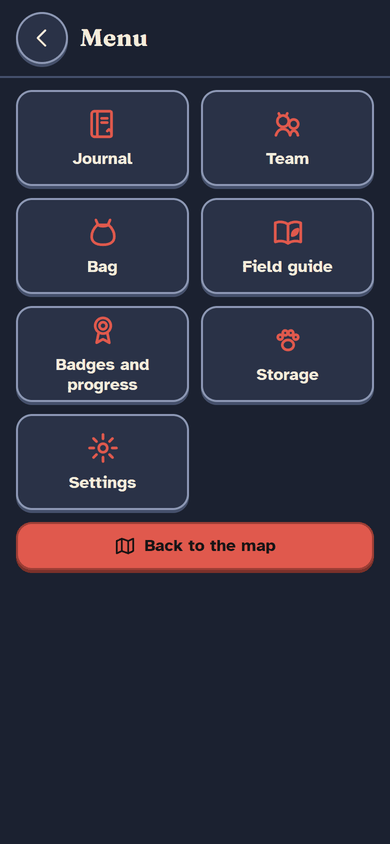 Menu
Journal
Team
Bag
Field guide
Badges and
progress
Storage
Settings
Back to the map